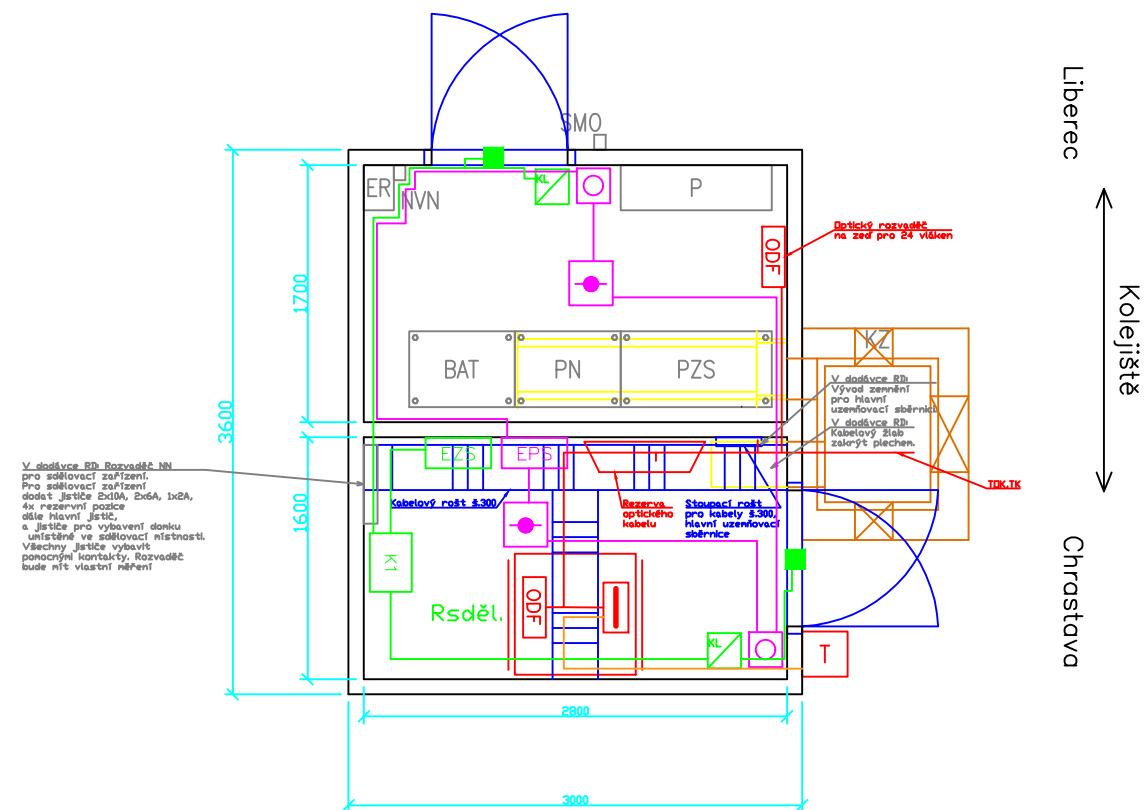 SMO
Liberec
ER
NVN
KL
P
Optický rozvaděč
na zeď pro 24 vláken
ODF
1700
Kolejiště
KZ
BAT
PN
PZS
V dodávce RD:
Vývod zemnění
pro hlavní
uzemňovací sběrnici
V dodávce RD:
Kabelový žlab
zakrýt plechem.
3600
EZS
EPS
T
V dodávce RD: Rozvaděč NN
pro sdělovací zařízení.
Pro sdělovací zařízení
dodat jističe 2x10A, 2x6A, 1x2A,
4x rezervní pozice
dále hlavní jistič,
a jističe pro vybavení domku
umístěné ve sdělovací místnosti.
Všechny jističe vybavit
pomocnými kontakty. Rozvaděč
bude mít vlastní měření
TOK,TK
Kabelový rošt š.300
Rezerva
optického
kabelu
Stoupací rošt
pro kabely š.300,
hlavní uzemňovací
sběrnice
1600
K1
Chrastava
ODF
Rsděl.
KL
T
2800
3000